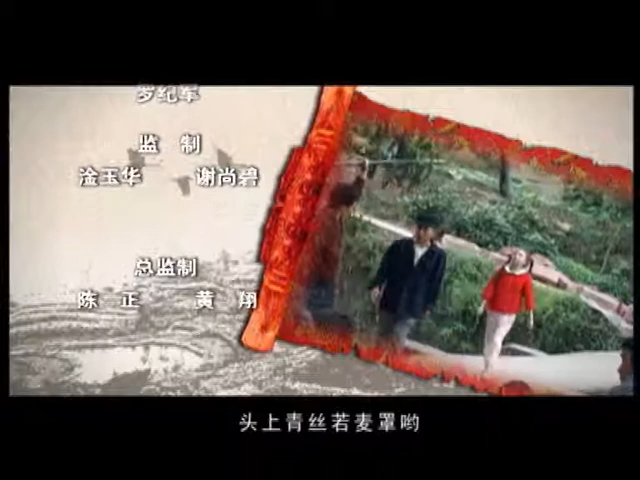 罗纪军
监 制
淦玉华 谢尚碧
总监制
陈 正 黄 翔
头上青丝若麦罩哟